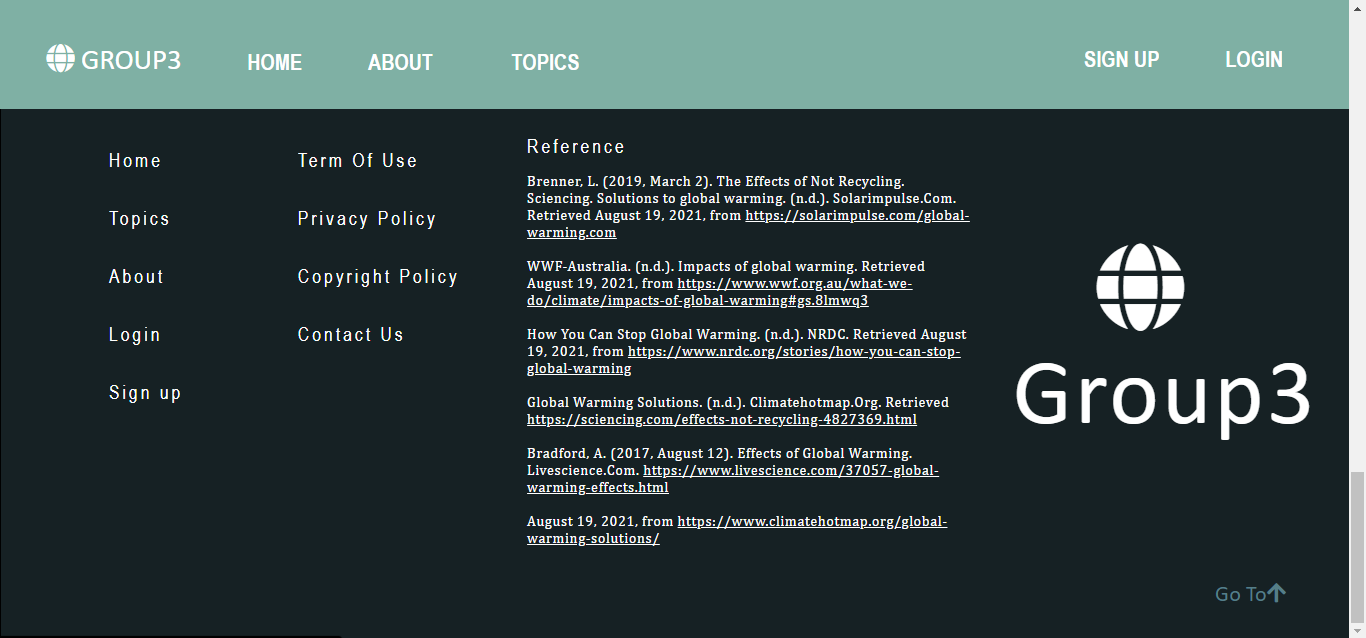 GROUP3
HOME
ABOUT
TOPICS
SIGN UP
LOGIN
Home
Topics
About
Login
Sign up
Term Of Use
Privacy Policy
Copyright Policy
Contact Us
Reference
Brenner, L. (2019, March 2). The Effects of Not Recycling.
Sciencing. Solutions to global warming. (n.d.). Solarimpulse.Com.
Retrieved August 19, 2021, from https://solarimpulse.com/global-
warming.com
WWF-Australia. (n.d.). Impacts of global warming. Retrieved
August 19, 2021, from https://www.wwf.org.au/what-we-
do/climate/impacts-of-global-warming#gs.8lmwq3
How You Can Stop Global Warming. (n.d.). NRDC. Retrieved August
19, 2021, from https://www.nrdc.org/stories/how-you-can-stop-
global-warming
Global Warming Solutions. (n.d.). Climatehotmap.Org. Retrieved
https://sciencing.com/effects-not-recycling-4827369.html
Bradford, A. (2017, August 12). Effects of Global Warming.
Livescience.Com. https://www.livescience.com/37057-global-
warming-effects.html
August 19, 2021, from https://www.climatehotmap.org/global-
warming-solutions/
Group3
Go To